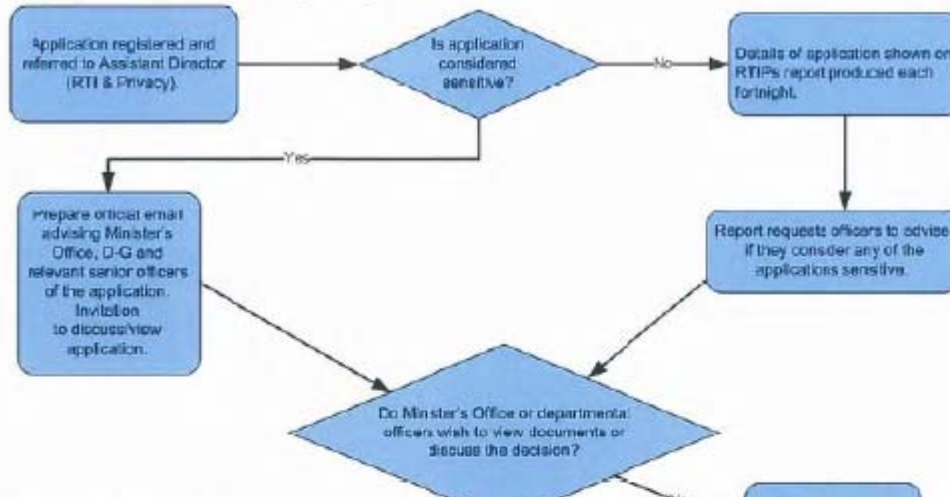 Application registered and
referred to Assistant Director
(RTI & Privacy).
Is application
considered
sensitive?
No
Details of application shown on
RTIPs report produced each
fortnight.
Yes
Prepare official email
advising Minister's
Office, D-G and
relevant senior officers
of the application.
Invitation
to discuss/view
application.
Report requests officers to advise
if they consider any of the
applications sensitive.
Do Minister's Office or departmental
officers wish to view documents or
discuss the decision?